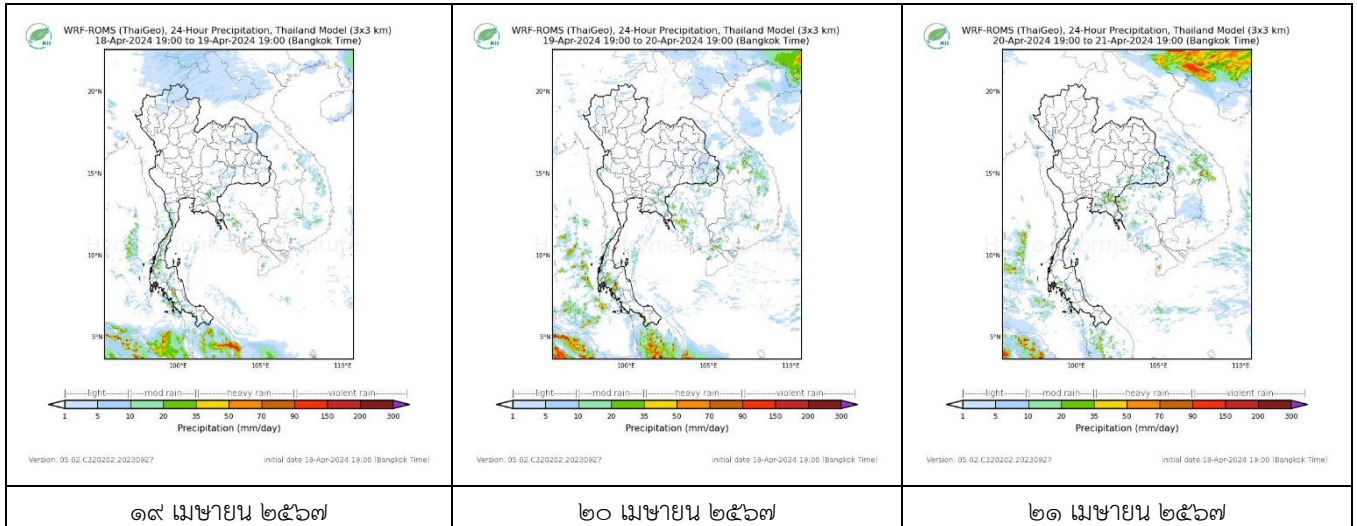 WRF-ROMS (ThaiGeo), 24-Hour Precipitation, Thailand Model (3x3 km)
18-Apr-2024 19:00 to 19-Apr-2024 19:00 (Bangkok Time)
20°N
15°N
10°N
5°N
100°E 105°E 110°E
light mod rain heavy rain violent rain
1 5 10 20 35 50 70 90 150 200 300
Precipitation (mm/day)
Version: 05.02.C320202.20230927 initial date 18-Apr-2024 19:00 (Bangkok Time)
๑๙ เมษายน ๒๕๖๗
WRF-ROMS (ThaiGeo), 24-Hour Precipitation, Thailand Model (3x3 km)
19-Apr-2024 19:00 to 20-Apr-2024 19:00 (Bangkok Time)
20°N
15°N
10°N
5°N
100°E 105°E 110°E
light mod rain heavy rain violent rain
1 5 10 20 35 50 70 90 150 200 300
Precipitation (mm/day)
Version: 05.02.C320202.20230927 initial date 18-Apr-2024 19:00 (Bangkok Time)
๒๐ เมษายน ๒๕๖๗
WRF-ROMS (ThaiGeo), 24-Hour Precipitation, Thailand Model (3x3 km)
20-Apr-2024 19:00 to 21-Apr-2024 19:00 (Bangkok Time)
20°N
15°N
10°N
5°N
100°E 105°E 110°E
light mod rain heavy rain violent rain
1 5 10 20 35 50 70 90 150 200 300
Precipitation (mm/day)
Version: 05.02.C320202.20230927 initial date 18-Apr-2024 19:00 (Bangkok Time)
๒๑ เมษายน ๒๕๖๗